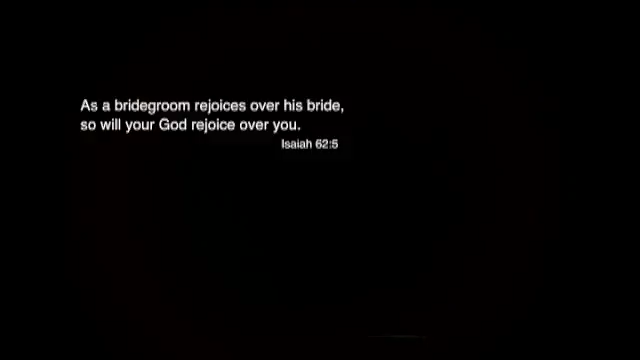 As a bridegroom rejoices over his bride,
so will your God rejoice over you.
Isaiah 62:5